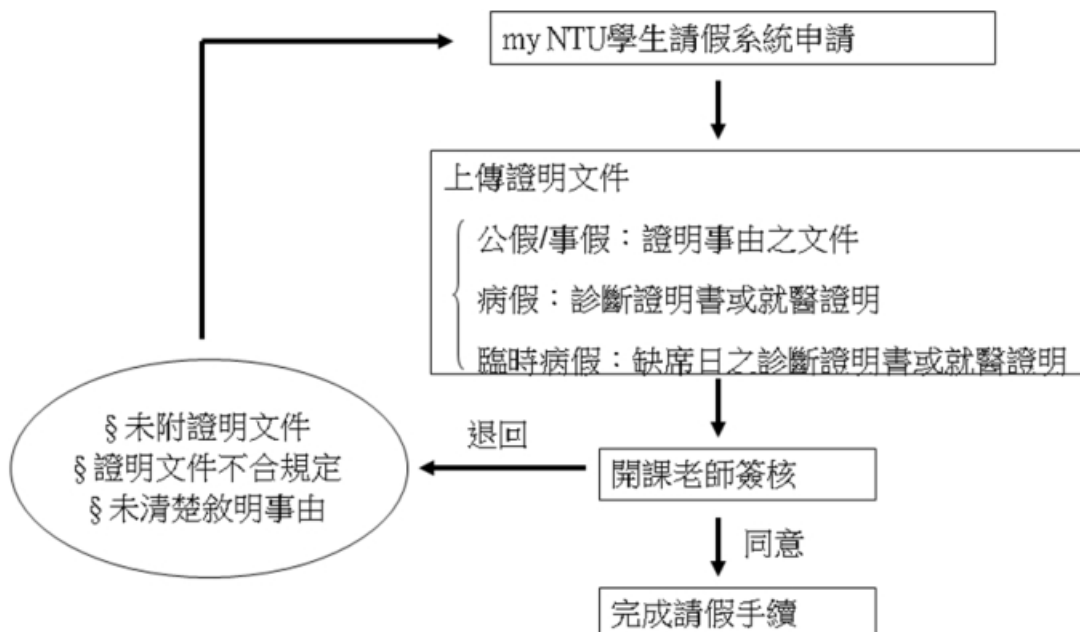 my NTU學生請假系統申請
上傳證明文件
公假/事假：證明事由之文件
病假：診斷證明書或就醫證明
臨時病假：缺席日之診斷證明書或就醫證明
§未附證明文件
§證明文件不合規定
§未清楚敘明事由
退回
開課老師簽核
同意
完成請假手續